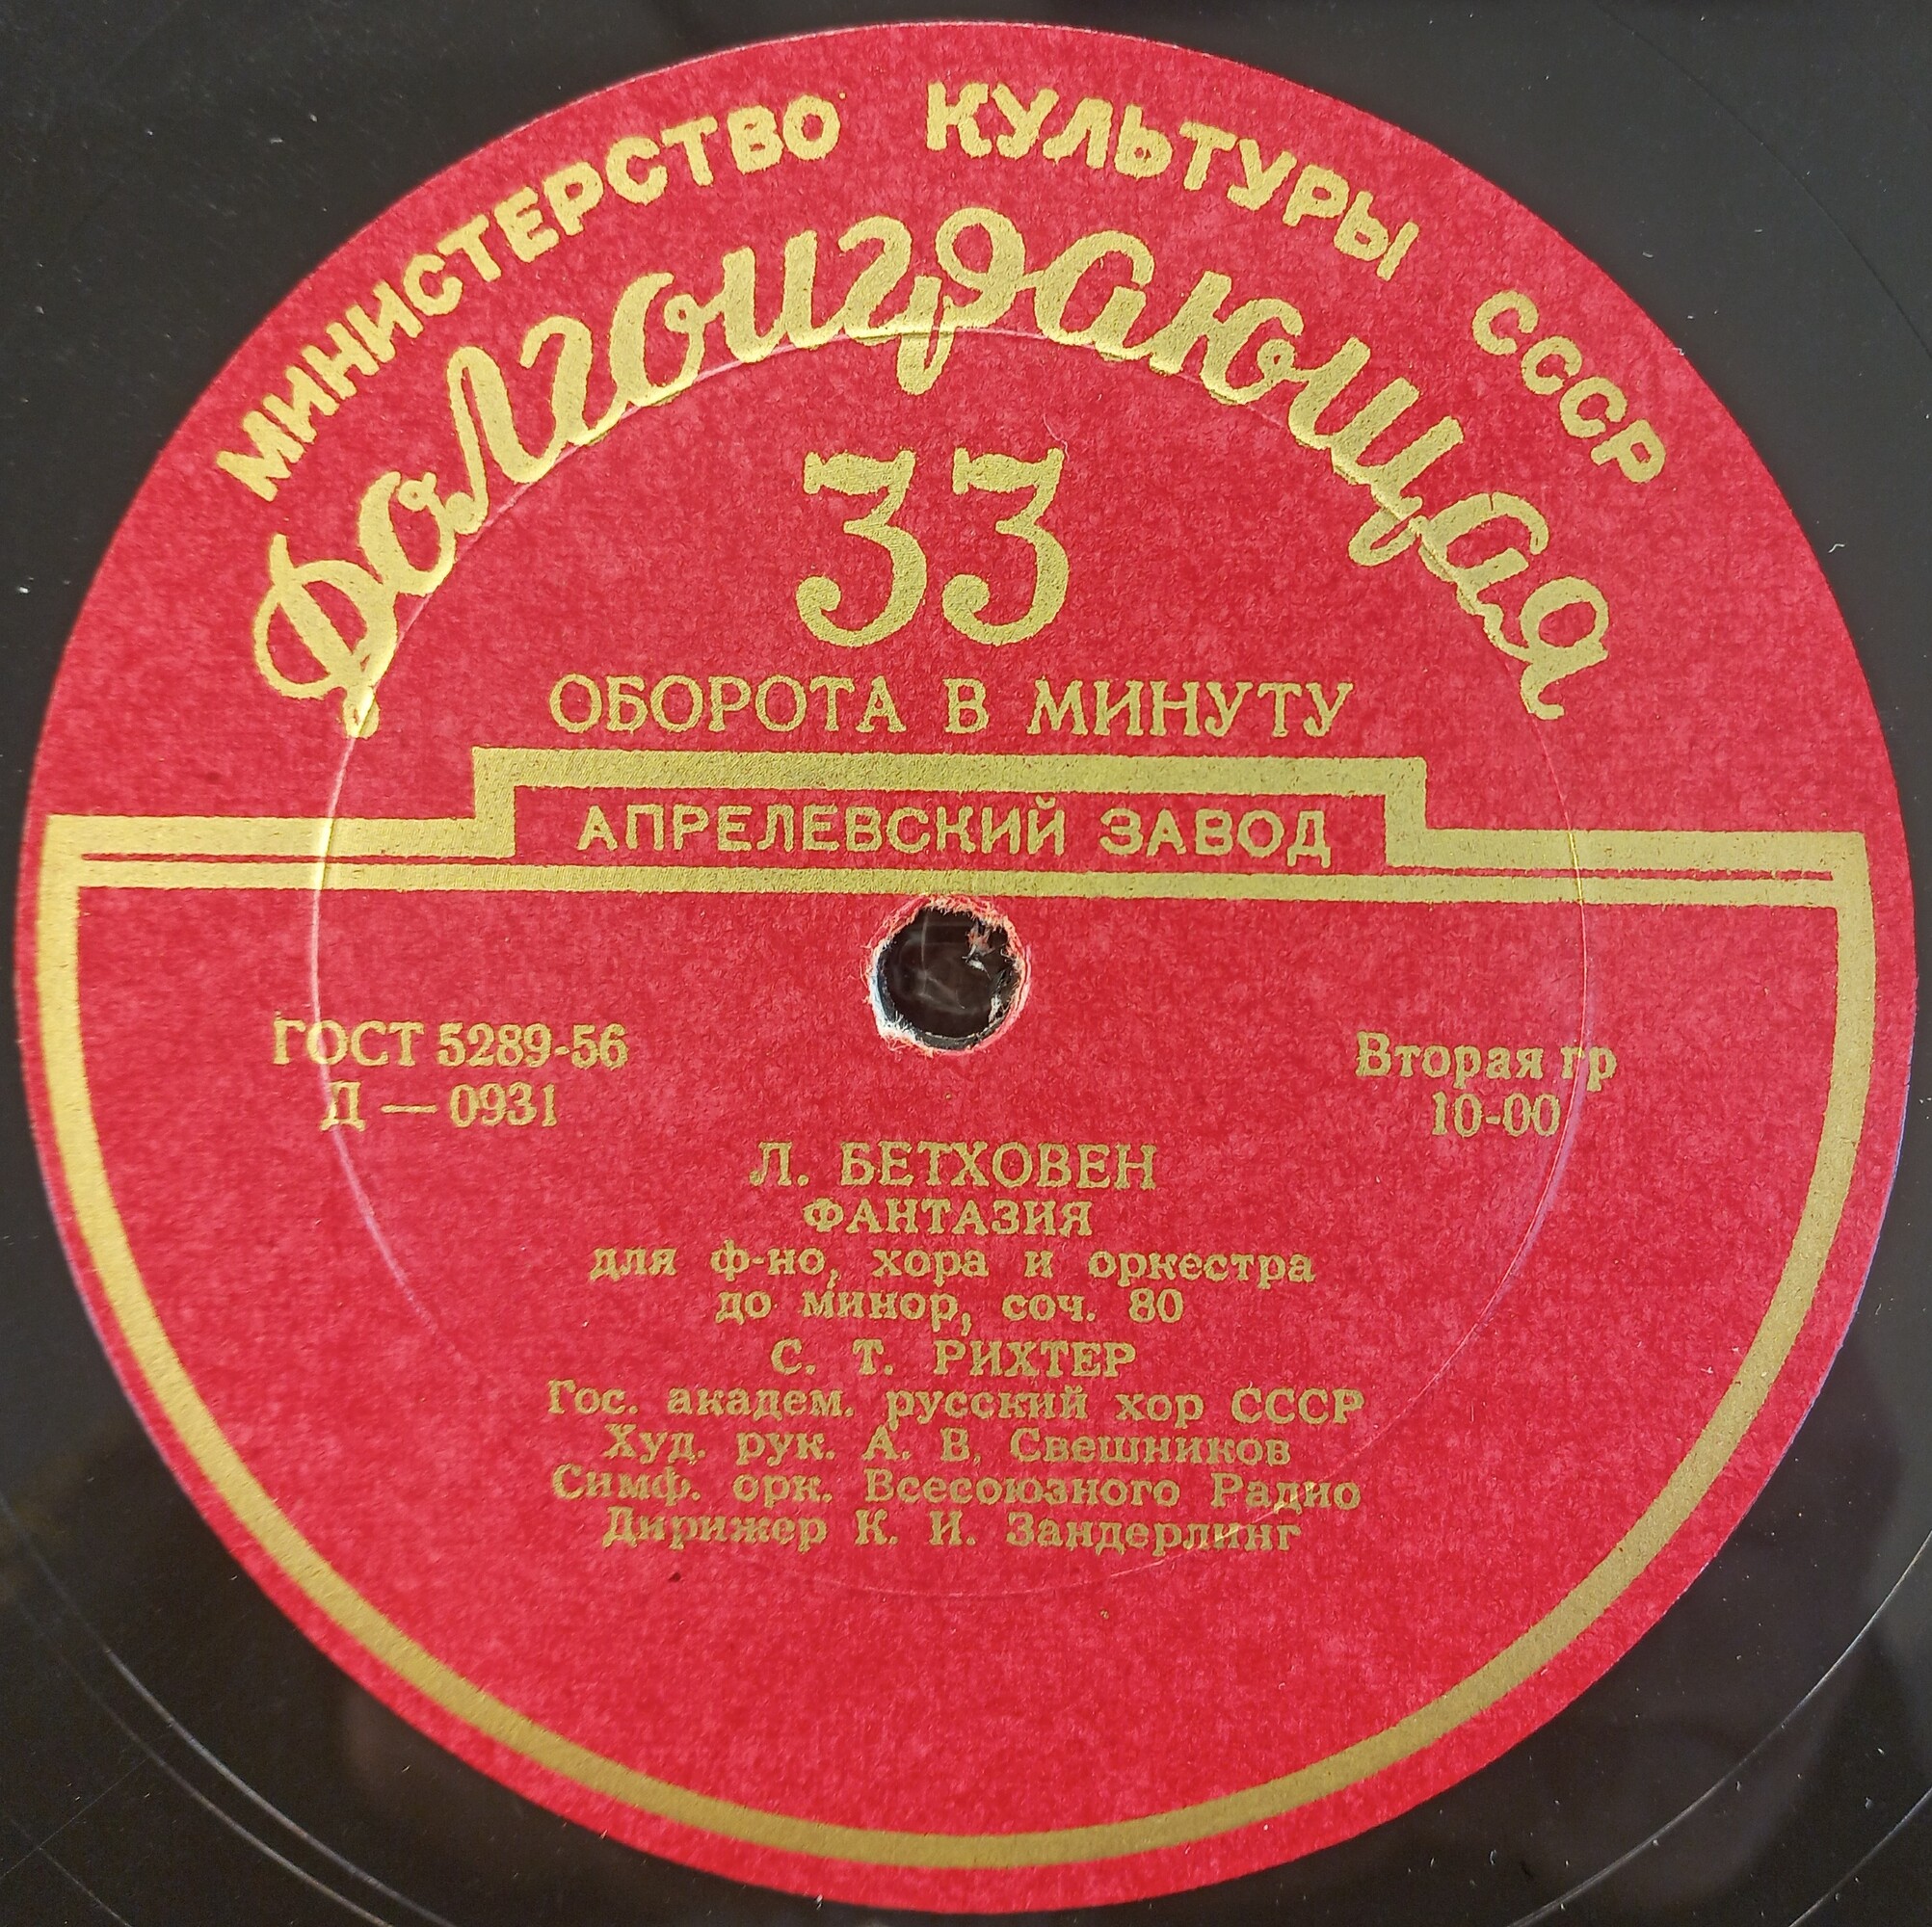 МИНИСТЕРСТВО КУЛЬТУРЫ СССР
Долгоиграющая
33
ОБОРОТА В МИНУТУ
АПРЕЛЕВСКИЙ ЗАВОД
ГОСТ 5289-56
Д — 0931
Вторая гр
10-00
Л. БЕТХОВЕН
ФАНТАЗИЯ
для ф-но, хора и оркестра
до минор, соч. 80
С. Т. РИХТЕР
Гос. академ. русский хор СССР
Худ. рук. А. В. Свешников
Симф. орк. Всесоюзного Радио
Дирижер К. И. Зандерлинг